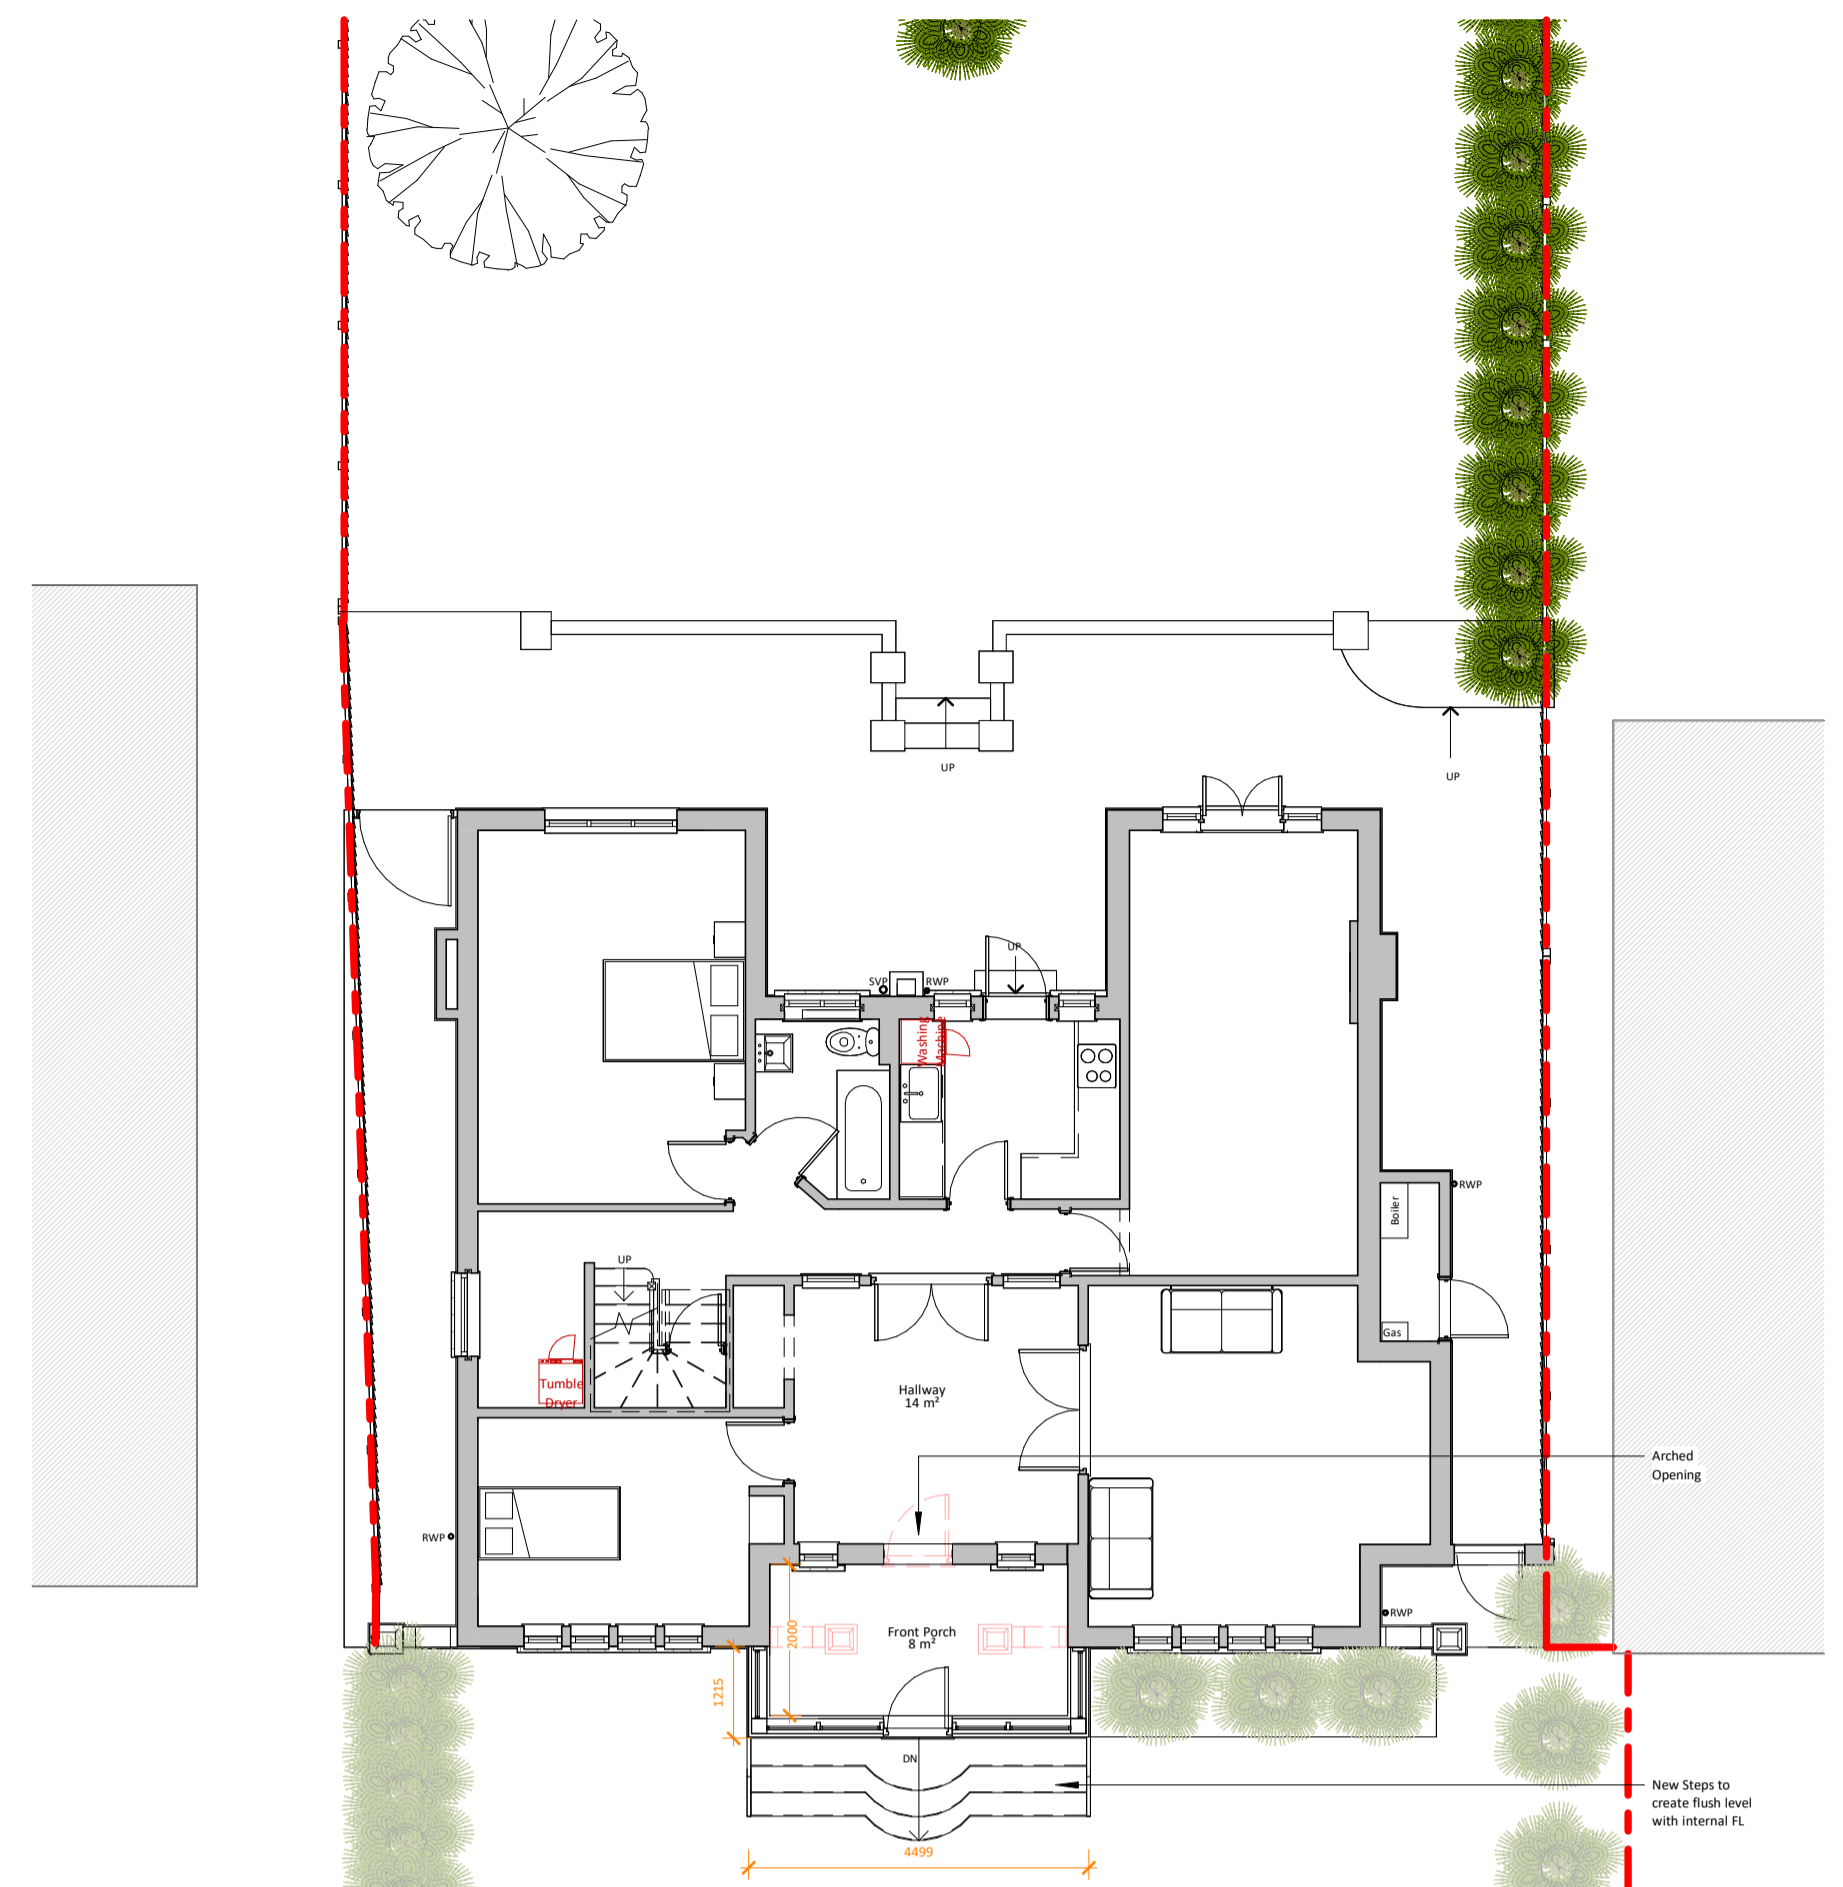 UP
UP
UP
SVP
RWP
Washing
Machine
RWP
Boiler
UP
Gas
Tumble
Dryer
Hallway
14 m²
Arched
Opening
RWP
RWP
2000
Front Porch
8 m²
1215
DN
New Steps to
create flush level
with internal FL
4499